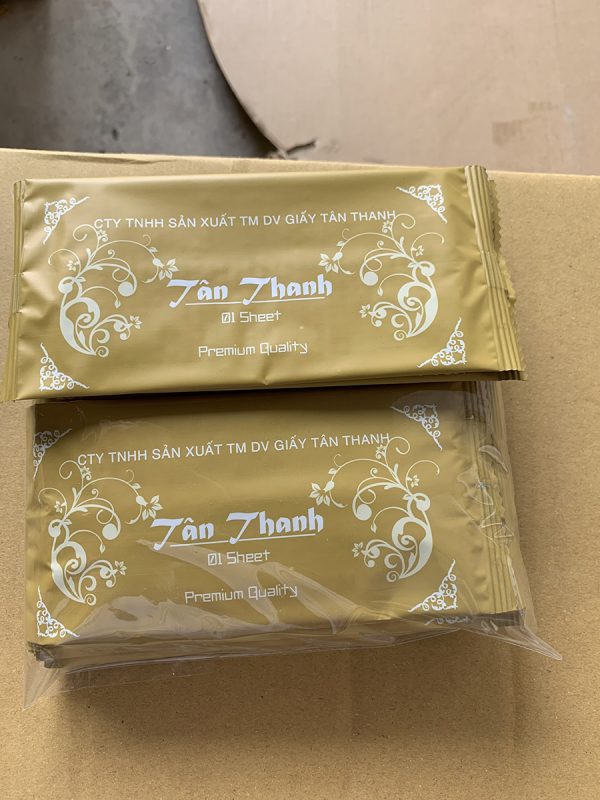 CTY TNHH SẢN XUẤT TM DV GIẤY TÂN THANH
Tân Thanh
01 Sheet
Premium Quality
CTY TNHH SẢN XUẤT TM DV GIẤY TÂN THANH
Tân Thanh
01 Sheet
Premium Quality